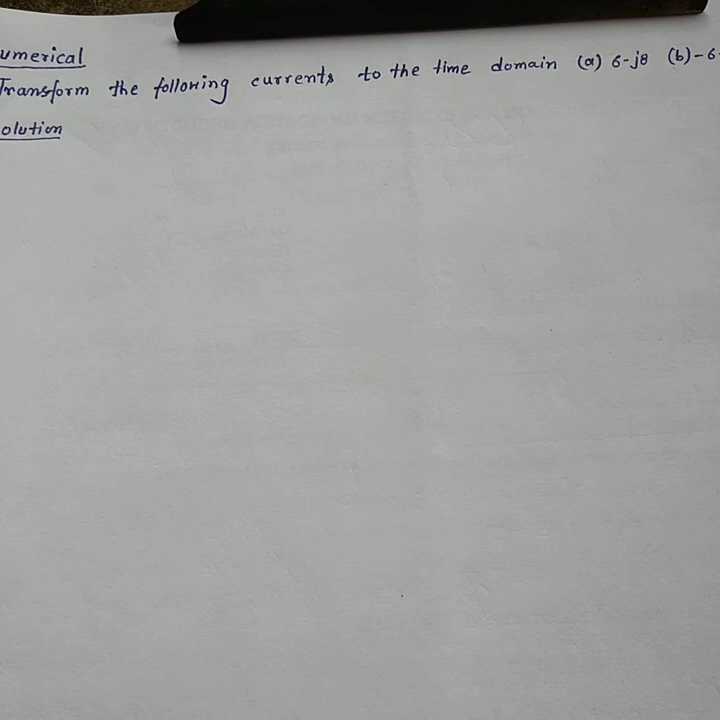 umerical
Transform the following currents to the time domain (a) 6-j8 (b)-6
olution